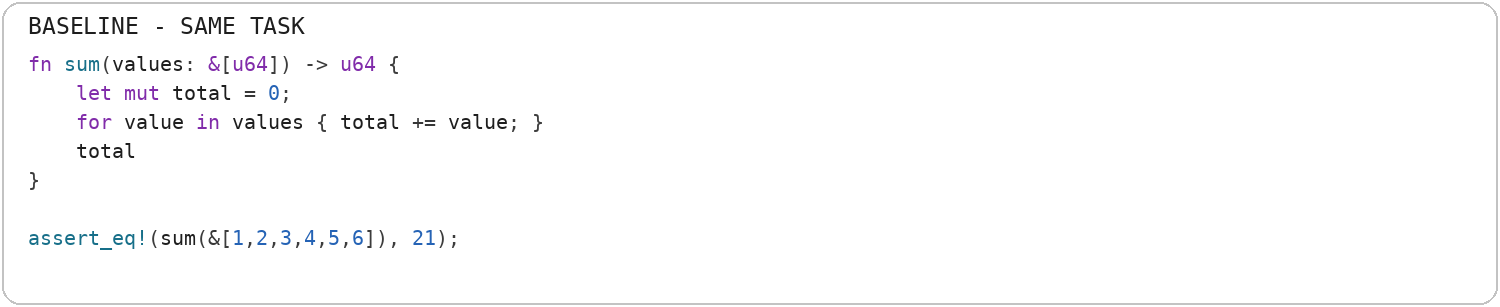 BASELINE - SAME TASK
fn sum(values: &[u64]) -> u64 {
    let mut total = 0;
    for value in values { total += value; }
    total
}
assert_eq!(sum(&[1,2,3,4,5,6]), 21);